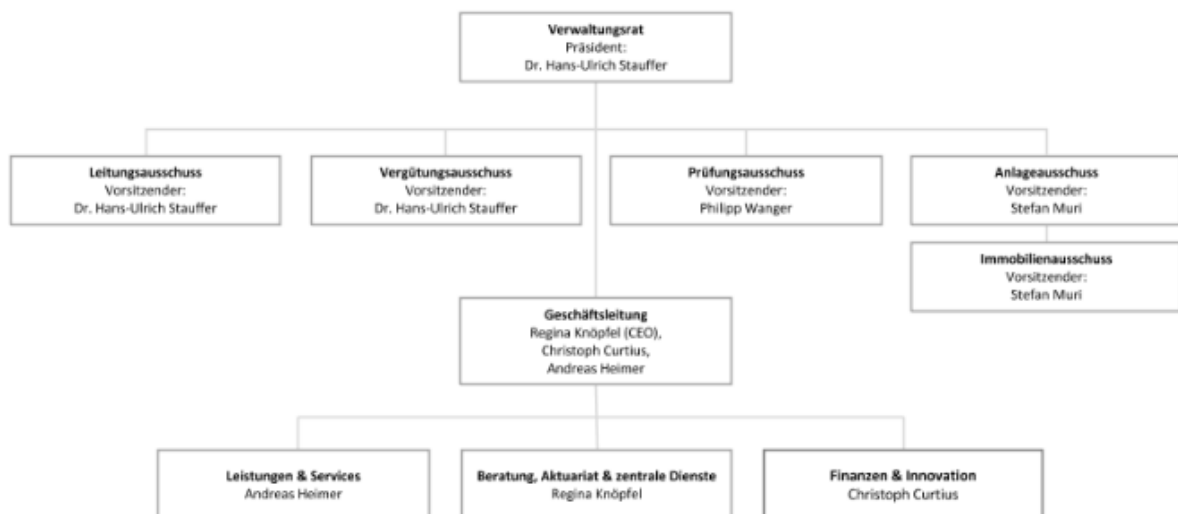 Verwaltungsrat
Präsident:
Dr. Hans-Ulrich Stauffer
Leitungsausschuss
Vorsitzender:
Dr. Hans-Ulrich Stauffer
Vergütungsausschuss
Vorsitzender:
Dr. Hans-Ulrich Stauffer
Prüfungsausschuss
Vorsitzender:
Philipp Wanger
Anlageausschuss
Vorsitzender:
Stefan Muri
Immobilienausschuss
Vorsitzender:
Stefan Muri
Geschäftsleitung
Regina Knöpfel (CEO),
Christoph Curtius,
Andreas Heimer
Leistungen & Services
Andreas Heimer
Beratung, Aktuariat & zentrale Dienste
Regina Knöpfel
Finanzen & Innovation
Christoph Curtius